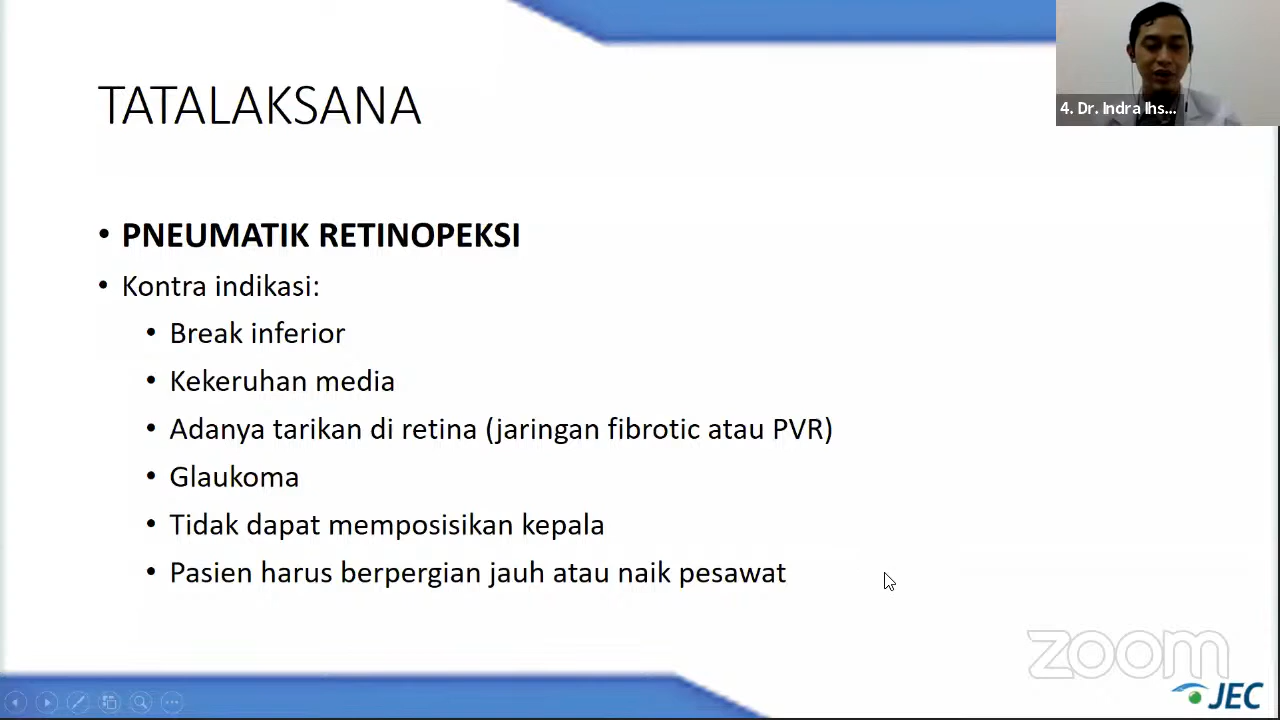 TATALAKSANA
4. Dr. Indra Ihs...
• PNEUMATIK RETINOPEKSI
• Kontra indikasi:
• Break inferior
• Kekeruhan media
• Adanya tarikan di retina (jaringan fibrotic atau PVR)
• Glaukoma
• Tidak dapat memposisikan kepala
• Pasien harus berpergian jauh atau naik pesawat
zoom
JEC